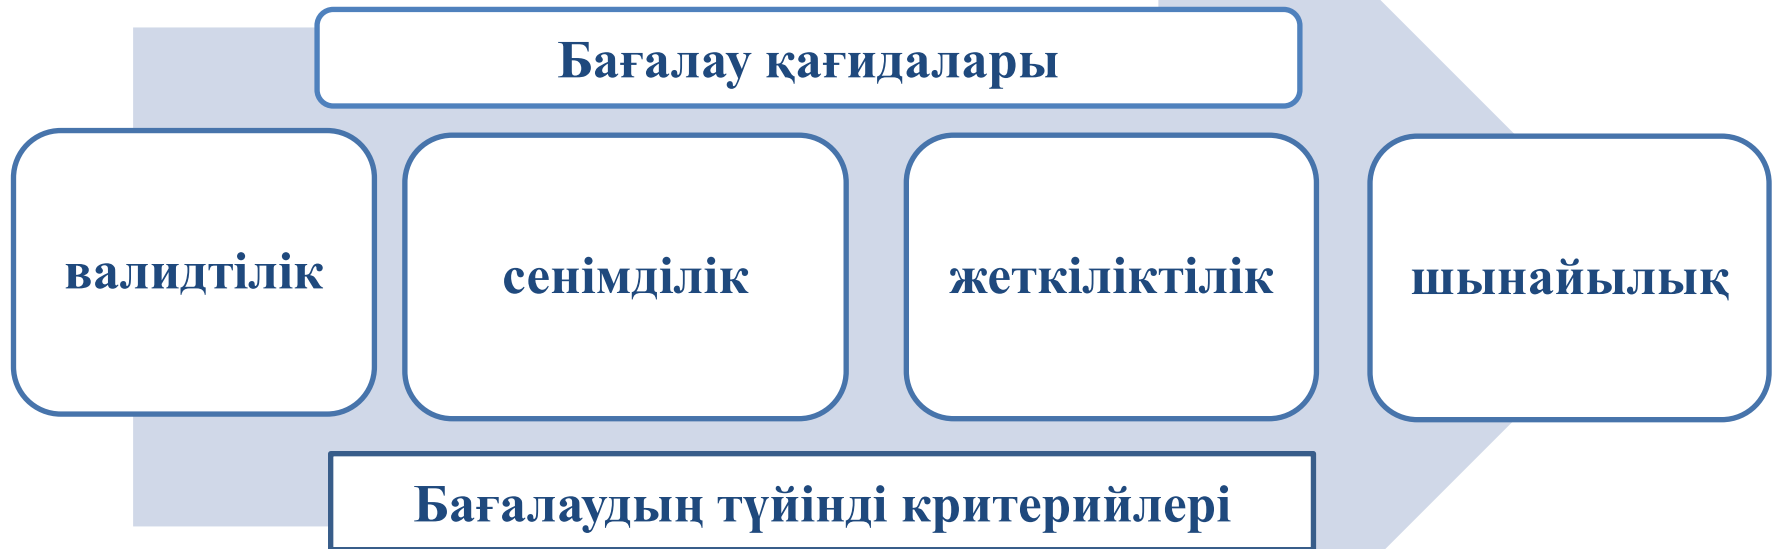 Бағалау қағидалары
валидтілік
сенімділік
жеткіліктілік
шынайылық
Бағалаудың түйінді критерийлері